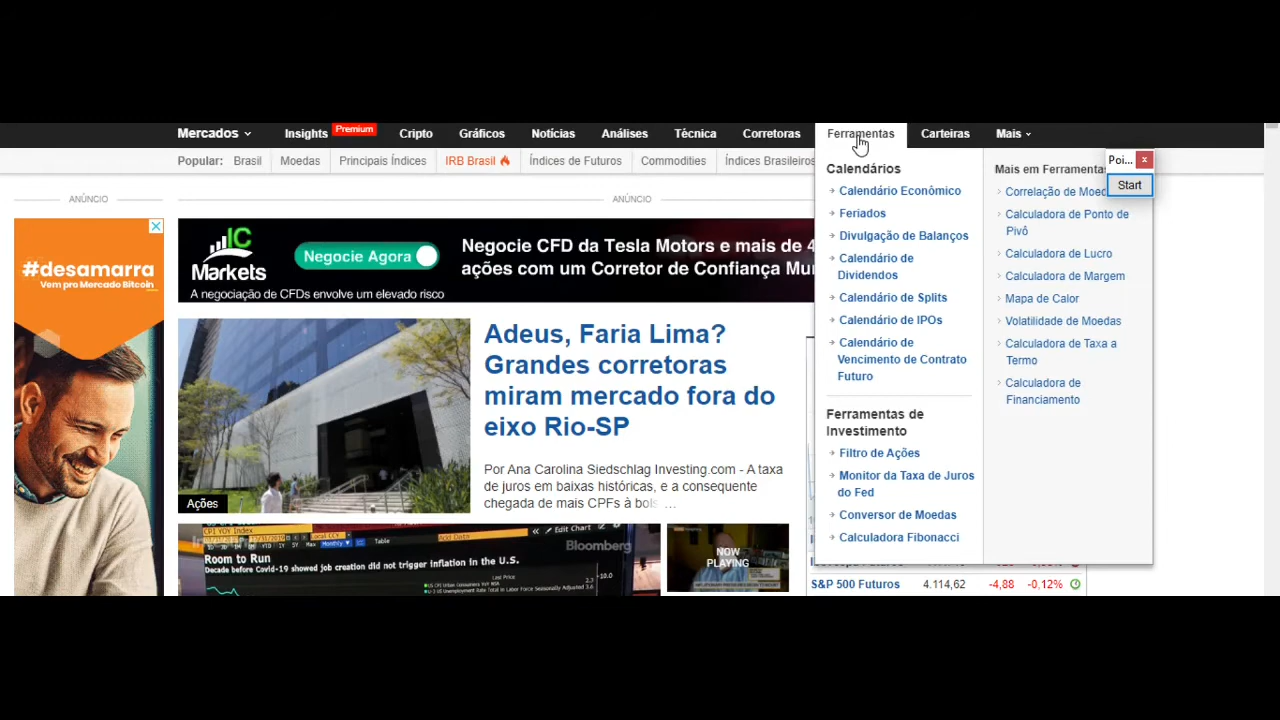 Mercados
Insights
Premium
Cripto
Gráficos
Notícias
Análises
Técnica
Corretoras
Ferramentas
Carteiras
Mais
Popular:
Brasil
Moedas
Principais Índices
IRB Brasil
Índices de Futuros
Commodities
Índices Brasileiros
ANÚNCIO
#desamarra
Vem pro Mercado Bitcoin
ANÚNCIO
IC
Markets
Negocie Agora
Negocie CFD da Tesla Motors e mais de 4
ações com um Corretor de Confiança Mu
A negociação de CFDs envolve um elevado risco
Ações
Adeus, Faria Lima?
Grandes corretoras
miram mercado fora do
eixo Rio-SP
Por Ana Carolina Siedschlag Investing.com - A taxa
de juros em baixas históricas, e a consequente
chegada de mais CPFs à bols ...
CPI YOY Index
Edit Chart
Table
Bloomberg
Room to Run
Decade before Covid-19 showed job creation did not trigger inflation in the U.S.
NOW
PLAYING
Calendários
Calendário Econômico
Feriados
Divulgação de Balanços
Calendário de
Dividendos
Calendário de Splits
Calendário de IPOs
Calendário de
Vencimento de Contrato
Futuro
Ferramentas de
Investimento
Filtro de Ações
Monitor da Taxa de Juros
do Fed
Conversor de Moedas
Calculadora Fibonacci
Mais em Ferramentas
Correlação de Moed
Calculadora de Ponto de
Pivô
Calculadora de Lucro
Calculadora de Margem
Mapa de Calor
Volatilidade de Moedas
Calculadora de Taxa a
Termo
Calculadora de
Financiamento
Poi...
Start
S&P 500 Futuros
4.114,62
-4,88
-0,12%